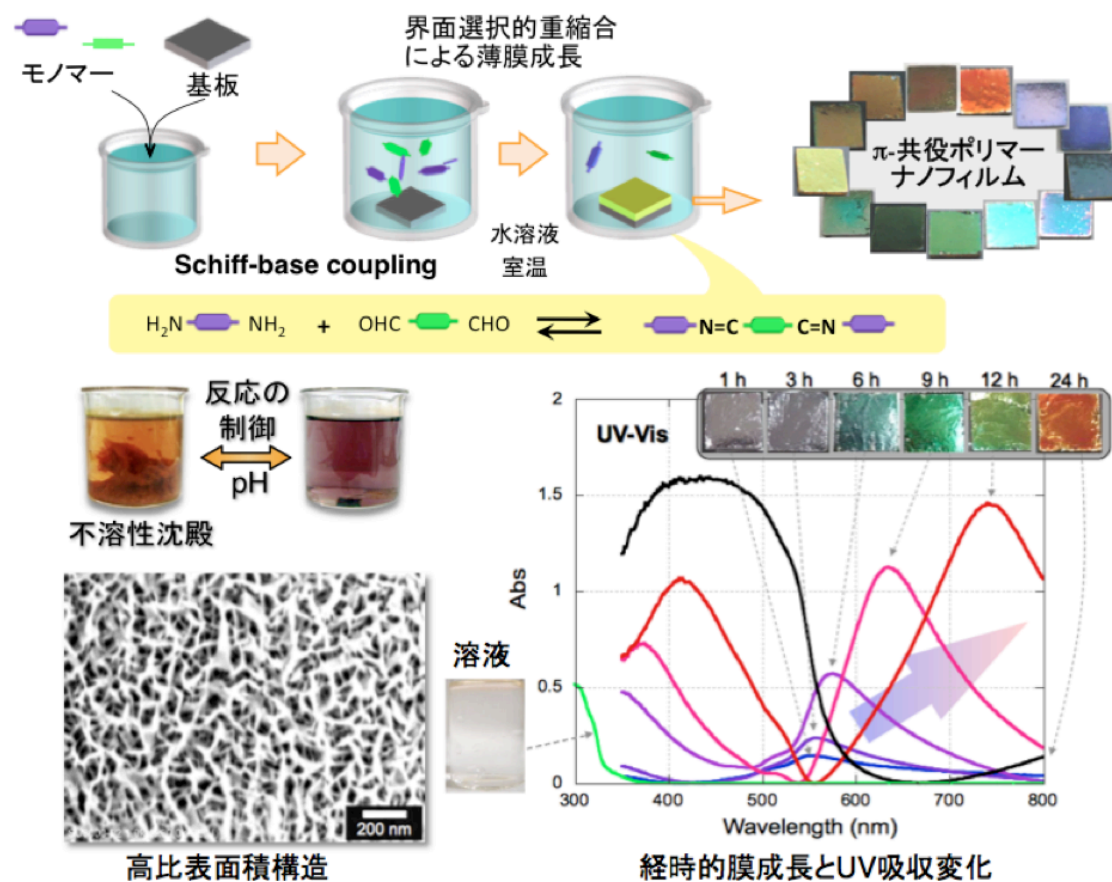 モノマー
基板
界面選択的重縮合
による薄膜成長
π-共役ポリマー
ナノフィルム
水溶液
室温
Schiff-base coupling
H₂N NH₂ + OHC CHO N=C C=N
反応の
制御
pH
不溶性沈殿
200 nm
高比表面積構造
溶液
1 h 3 h 6 h 9 h 12 h 24 h
UV-Vis
Abs
2
1.5
1
0.5
0
300 400 500 600 700 800
Wavelength (nm)
経時的膜成長とUV吸収変化